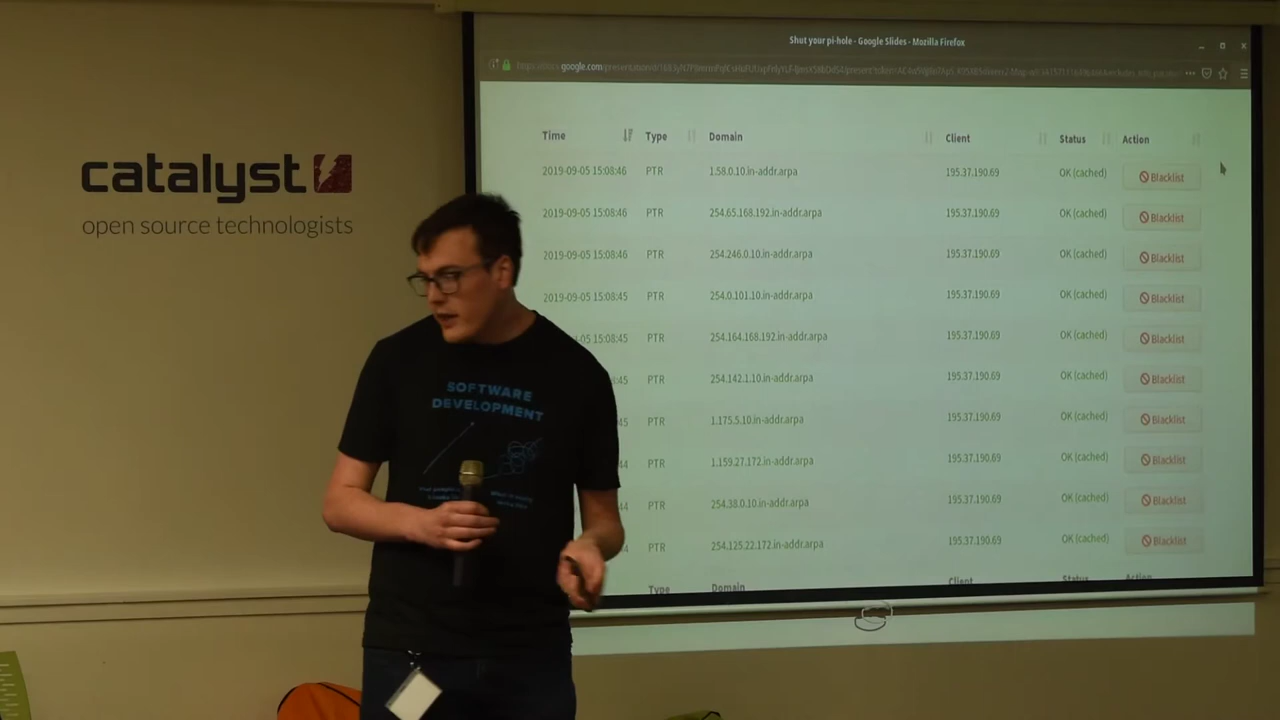 Shut your pi-hole - Google Slides - Mozilla Firefox
catalyst
open source technologists
Time Type Domain Client Status Action
2019-09-05 15:08:46 PTR 1.58.0.10.in-addr.arpa 195.37.190.69 OK (cached) Blacklist
2019-09-05 15:08:46 PTR 254.65.168.192.in-addr.arpa 195.37.190.69 OK (cached) Blacklist
2019-09-05 15:08:46 PTR 254.246.0.10.in-addr.arpa 195.37.190.69 OK (cached) Blacklist
2019-09-05 15:08:45 PTR 254.0.101.10.in-addr.arpa 195.37.190.69 OK (cached) Blacklist
-05 15:08:45 PTR 254.164.168.192.in-addr.arpa 195.37.190.69 OK (cached) Blacklist
:45 PTR 254.142.1.10.in-addr.arpa 195.37.190.69 OK (cached) Blacklist
45 PTR 1.175.5.10.in-addr.arpa 195.37.190.69 OK (cached) Blacklist
44 PTR 1.159.27.172.in-addr.arpa 195.37.190.69 OK (cached) Blacklist
44 PTR 254.38.0.10.in-addr.arpa 195.37.190.69 OK (cached) Blacklist
4 PTR 254.125.22.172.in-addr.arpa 195.37.190.69 OK (cached) Blacklist
Type Domain Client Status Action
SOFTWARE
DEVELOPMENT